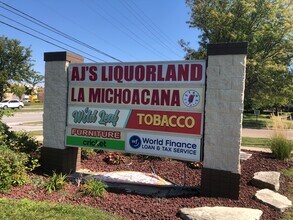 AJ's LIQUORLAND
LA MICHOACANA
Wild Leaf
TOBACCO
FURNITURE
cricket
World Finance
LOAN & TAX SERVICE